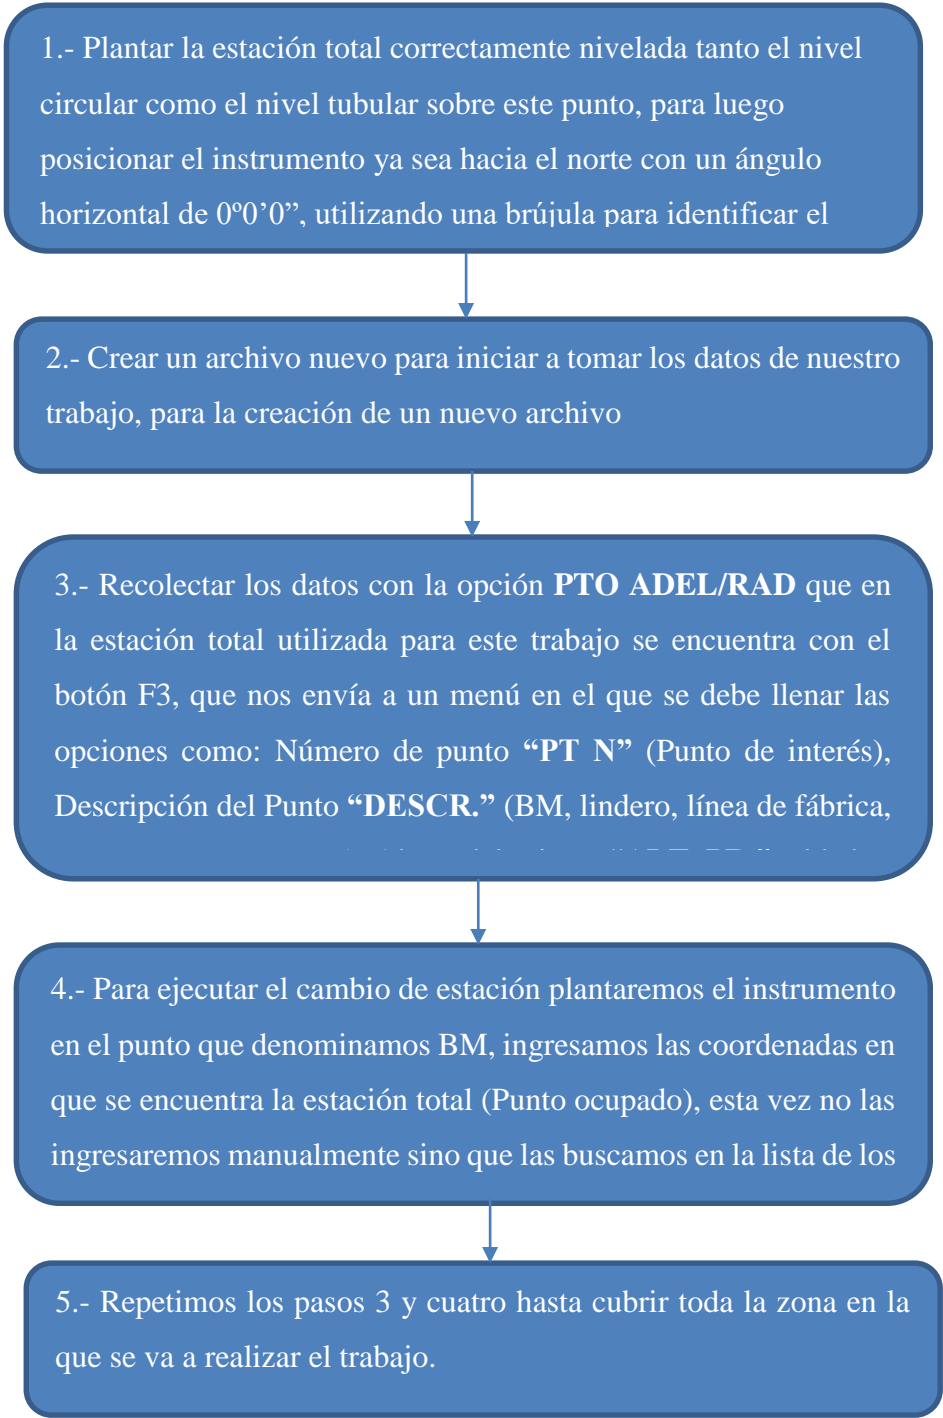 1.- Plantar la estación total correctamente nivelada tanto el nivel
circular como el nivel tubular sobre este punto, para luego
posicionar el instrumento ya sea hacia el norte con un ángulo
horizontal de 0º0’0”, utilizando una brújula para identificar el
2.- Crear un archivo nuevo para iniciar a tomar los datos de nuestro
trabajo, para la creación de un nuevo archivo
3.- Recolectar los datos con la opción PTO ADEL/RAD que en
la estación total utilizada para este trabajo se encuentra con el
botón F3, que nos envía a un menú en el que se debe llenar las
opciones como: Número de punto “PT N” (Punto de interés),
Descripción del Punto “DESCR.” (BM, lindero, línea de fábrica,
4.- Para ejecutar el cambio de estación plantaremos el instrumento
en el punto que denominamos BM, ingresamos las coordenadas en
que se encuentra la estación total (Punto ocupado), esta vez no las
ingresaremos manualmente sino que las buscamos en la lista de los
5.- Repetimos los pasos 3 y cuatro hasta cubrir toda la zona en la
que se va a realizar el trabajo.